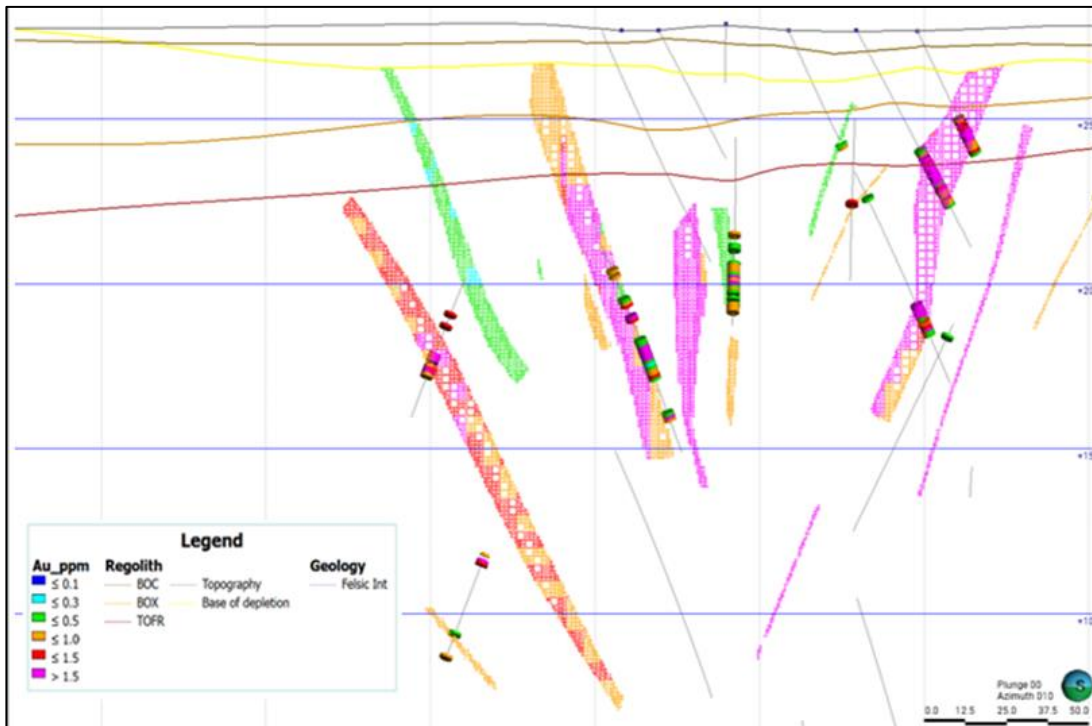 +20
Legend
Au_ppm Regolith Geology
≤ 0.1 BOC Topography Felsic Int
≤ 0.3 BOX Base of depletion
≤ 0.5 TOFR
≤ 1.0
≤ 1.5
> 1.5
+10
Plunge 00
Azimuth 010
S
0.0 12.5 25.0 37.5 50.0